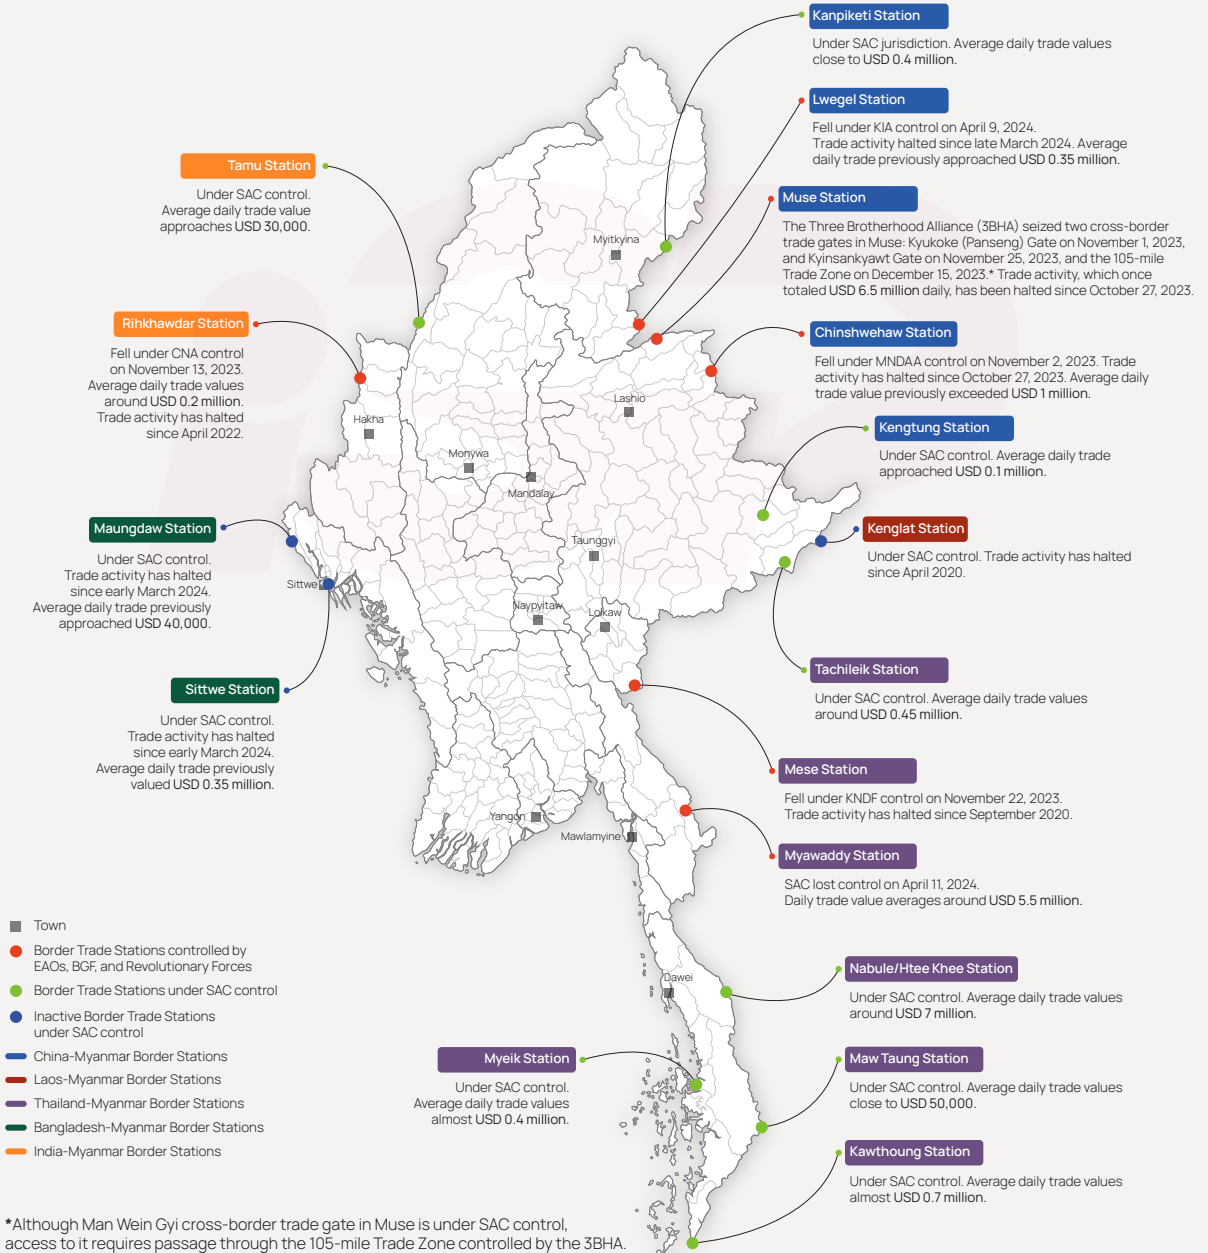 Kanpiketi Station
Under SAC jurisdiction. Average daily trade values
close to USD 0.4 million.
Lwegel Station
Fell under KIA control on April 9, 2024.
Trade activity halted since late March 2024. Average
daily trade previously approached USD 0.35 million.
Tamu Station
Under SAC control.
Average daily trade value
approaches USD 30,000.
Muse Station
The Three Brotherhood Alliance (3BHA) seized two cross-border
trade gates in Muse: Kyukoke (Panseng) Gate on November 1, 2023,
and Kyinsankyawt Gate on November 25, 2023, and the 105-mile
Trade Zone on December 15, 2023.* Trade activity, which once
totaled USD 6.5 million daily, has been halted since October 27, 2023.
Myitkyina
Rihkhawdar Station
Fell under CNA control
on November 13, 2023.
Average daily trade values
around USD 0.2 million.
Trade activity has halted
since April 2022.
Chinshwehaw Station
Fell under MNDAA control on November 2, 2023. Trade
activity has halted since October 27, 2023. Average daily
trade value previously exceeded USD 1 million.
Lashio
Hakha
Kengtung Station
Under SAC control. Average daily trade
approached USD 0.1 million.
Monywa
Mandalay
Maungdaw Station
Under SAC control.
Trade activity has halted
since early March 2024.
Average daily trade previously
approached USD 40,000.
Kenglat Station
Under SAC control. Trade activity has halted
since April 2020.
Taunggyi
Sittwe
Naypyitaw
Loikaw
Sittwe Station
Under SAC control.
Trade activity has halted
since early March 2024.
Average daily trade previously
valued USD 0.35 million.
Tachileik Station
Under SAC control. Average daily trade values
around USD 0.45 million.
Mese Station
Fell under KNDF control on November 22, 2023.
Trade activity has halted since September 2020.
Yangon
Mawlamyine
Myawaddy Station
SAC lost control on April 11, 2024.
Daily trade value averages around USD 5.5 million.
Dawei
Nabule/Htee Khee Station
Under SAC control. Average daily trade values
around USD 7 million.
Myeik Station
Under SAC control.
Average daily trade values
almost USD 0.4 million.
Maw Taung Station
Under SAC control. Average daily trade values
close to USD 50,000.
Kawthoung Station
Under SAC control. Average daily trade values
almost USD 0.7 million.
Town
Border Trade Stations controlled by
EAOs, BGF, and Revolutionary Forces
Border Trade Stations under SAC control
Inactive Border Trade Stations
under SAC control
China-Myanmar Border Stations
Laos-Myanmar Border Stations
Thailand-Myanmar Border Stations
Bangladesh-Myanmar Border Stations
India-Myanmar Border Stations
*Although Man Wein Gyi cross-border trade gate in Muse is under SAC control,
access to it requires passage through the 105-mile Trade Zone controlled by the 3BHA.